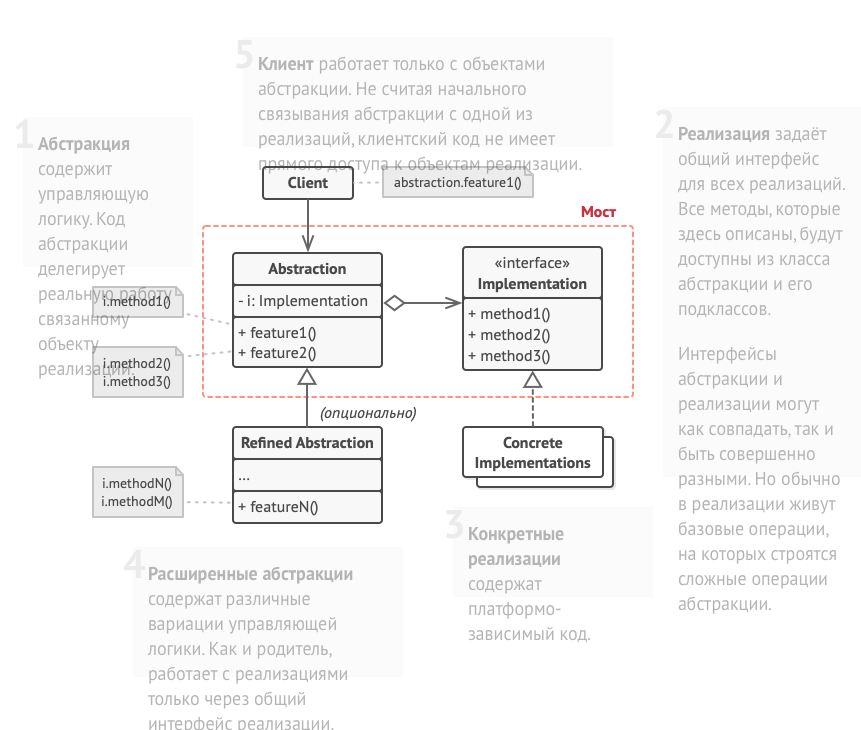 5
Клиент работает только с объектами
абстракции. Не считая начального
связывания абстракции с одной из
реализаций, клиентский код не имеет
прямого доступа к объектам реализации.
1
Абстракция
содержит
управляющую
логику. Код
абстракции
делегирует
реальную работу
связанному
объекту
реализации.
2
Реализация задаёт
общий интерфейс
для всех реализаций.
Все методы, которые
здесь описаны, будут
доступны из класса
абстракции и его
подклассов.
Интерфейсы
абстракции и
реализации могут
как совпадать, так и
быть совершенно
разными. Но обычно
в реализации живут
базовые операции,
на которых строятся
сложные операции
абстракции.
Client
abstraction.feature1()
Мост
Abstraction
- i: Implementation
+ feature1()
+ feature2()
«interface»
Implementation
+ method1()
+ method2()
+ method3()
i.method1()
i.method2()
i.method3()
(опционально)
Refined Abstraction
...
+ featureN()
Concrete
Implementations
i.methodN()
i.methodM()
3
Конкретные
реализации
содержат
платформо-
зависимый код.
4
Расширенные абстракции
содержат различные
вариации управляющей
логики. Как и родитель,
работает с реализациями
только через общий
интерфейс реализации.